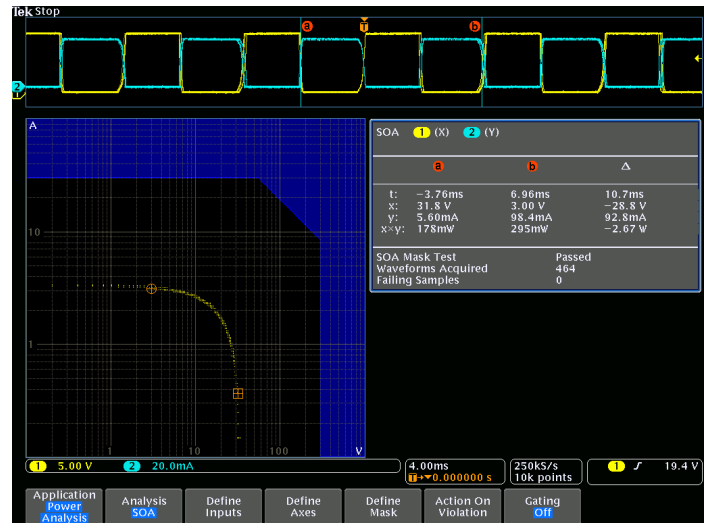 Tek Stop
a T b
2
1
A
10
1
1 10 100 V
SOA 1 (X) 2 (Y)
a b Δ
t: −3.76ms 6.96ms 10.7ms
x: 31.8 V 3.00 V −28.8 V
y: 5.60mA 98.4mA 92.8mA
x×y: 178mW 295mW −2.67 W
SOA Mask Test Passed
Waveforms Acquired 464
Failing Samples 0
1 5.00 V 2 20.0mA
4.00ms
T→▼0.000000 s
250kS/s
10k points
1 ∫ 19.4 V
Application
Power
Analysis
Analysis
SOA
Define
Inputs
Define
Axes
Define
Mask
Action On
Violation
Gating
Off